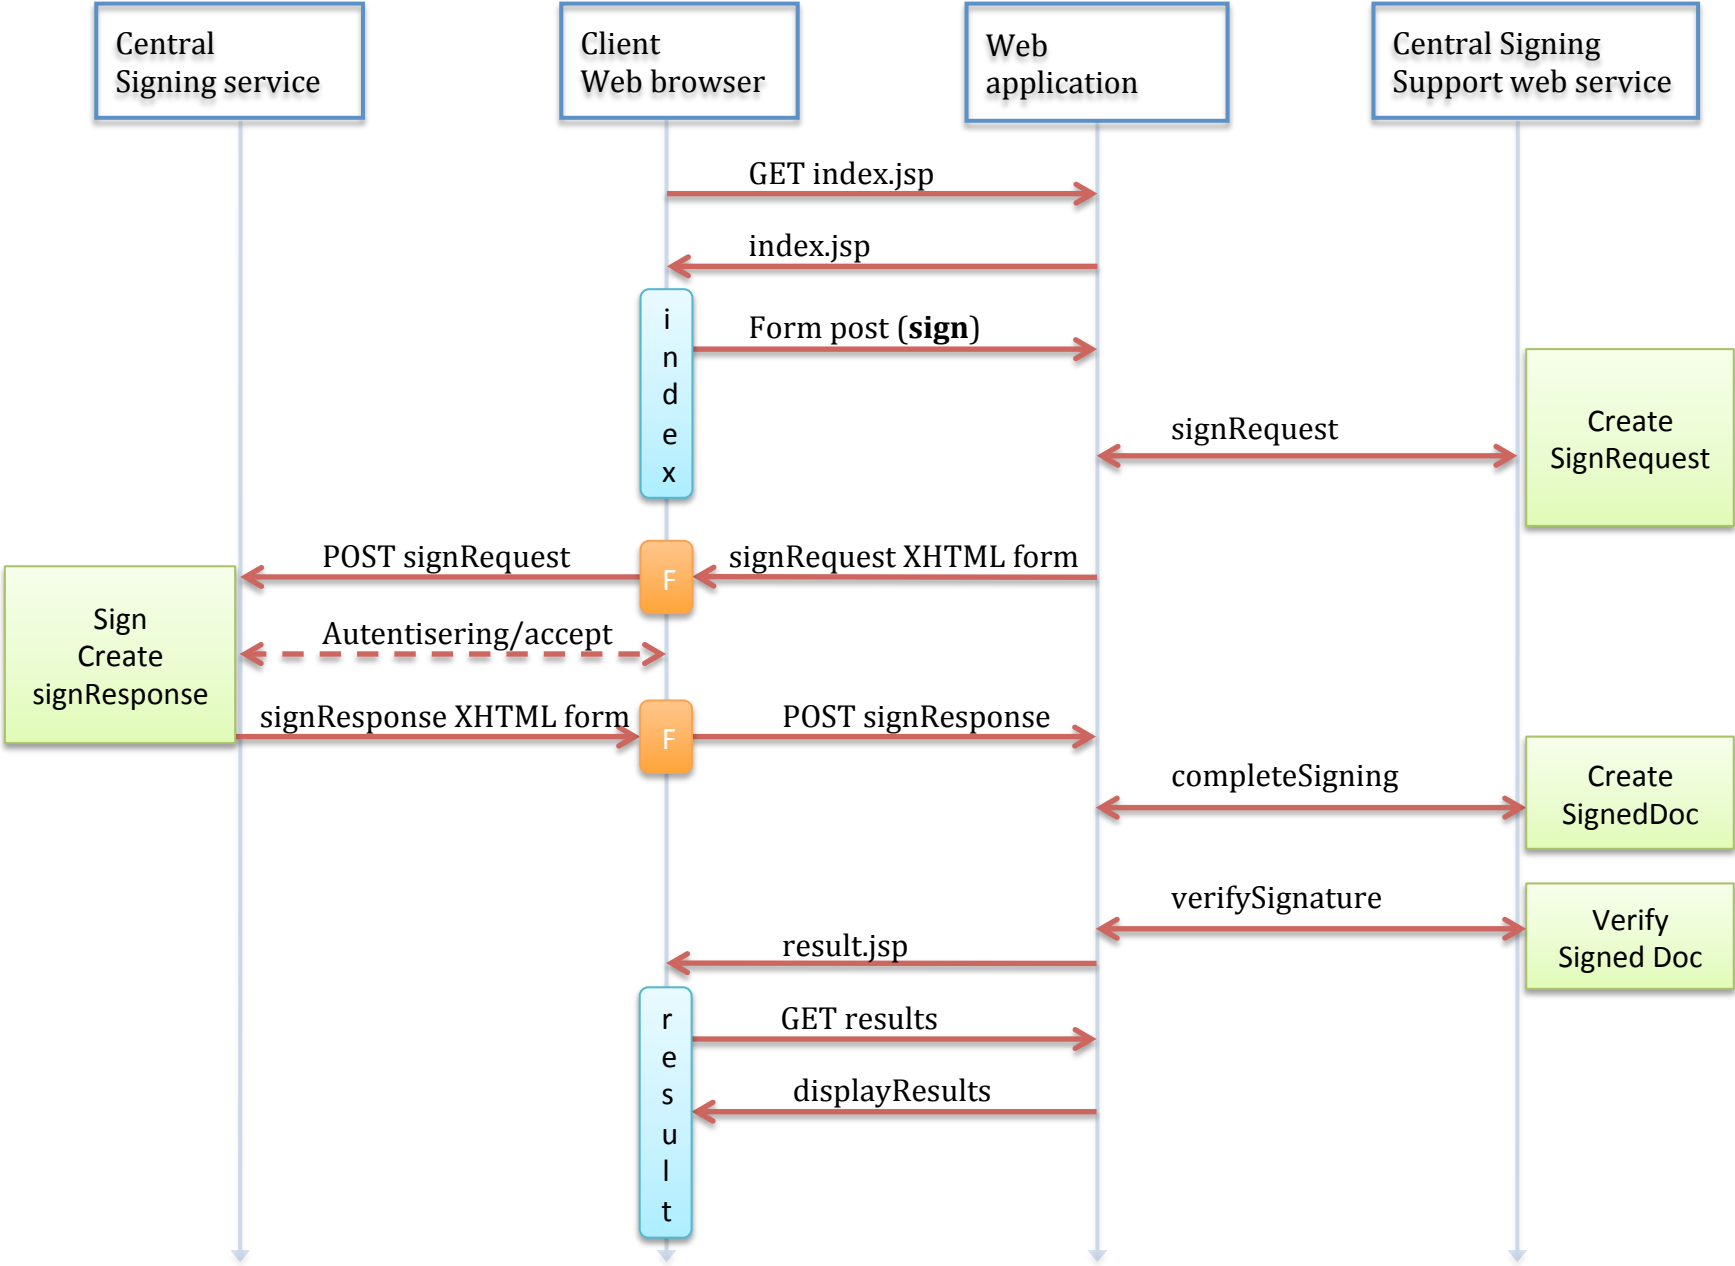 Central
Signing service
Client
Web browser
Web
application
Central Signing
Support web service
GET index.jsp
index.jsp
index
Form post (sign)
signRequest
Create
SignRequest
POST signRequest
F
signRequest XHTML form
Sign
Create
signResponse
Autentisering/accept
signResponse XHTML form
F
POST signResponse
completeSigning
Create
SignedDoc
verifySignature
Verify
Signed Doc
result.jsp
result
GET results
displayResults